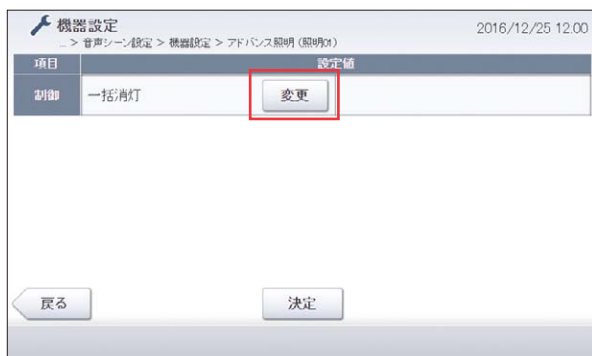 機器設定
2016/12/25 12:00
... > 音声シーン設定 > 機器設定 > アドバンス照明 (照明01)
項目 設定値
制御 一括消灯 変更
戻る 決定